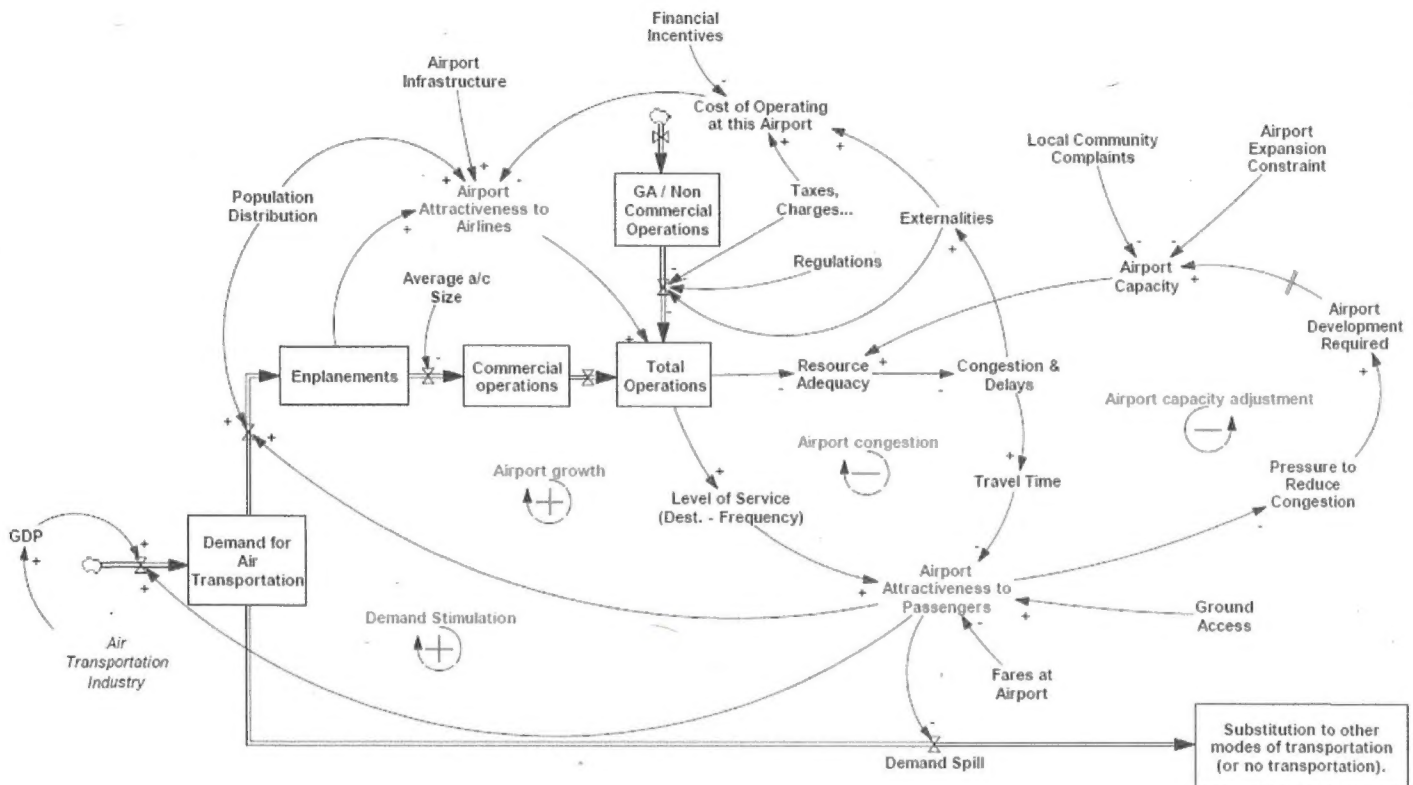 Financial
Incentives
Airport
Infrastructure
Cost of Operating
at this Airport
Local Community
Complaints
Airport
Expansion
Constraint
Population
Distribution
Airport
Attractiveness to
Airlines
GA / Non
Commercial
Operations
Taxes,
Charges...
Externalities
Regulations
Average a/c
Size
Airport
Capacity
Airport
Development
Required
Enplanements
Commercial
operations
Total
Operations
Resource
Adequacy
Congestion &
Delays
Airport capacity adjustment
Airport growth
Airport congestion
Travel Time
Pressure to
Reduce
Congestion
Level of Service
(Dest. - Frequency)
GDP
Demand for
Air
Transportation
Airport
Attractiveness to
Passengers
Ground
Access
Demand Stimulation
Air
Transportation
Industry
Fares at
Airport
Demand Spill
Substitution to other
modes of transportation
(or no transportation).